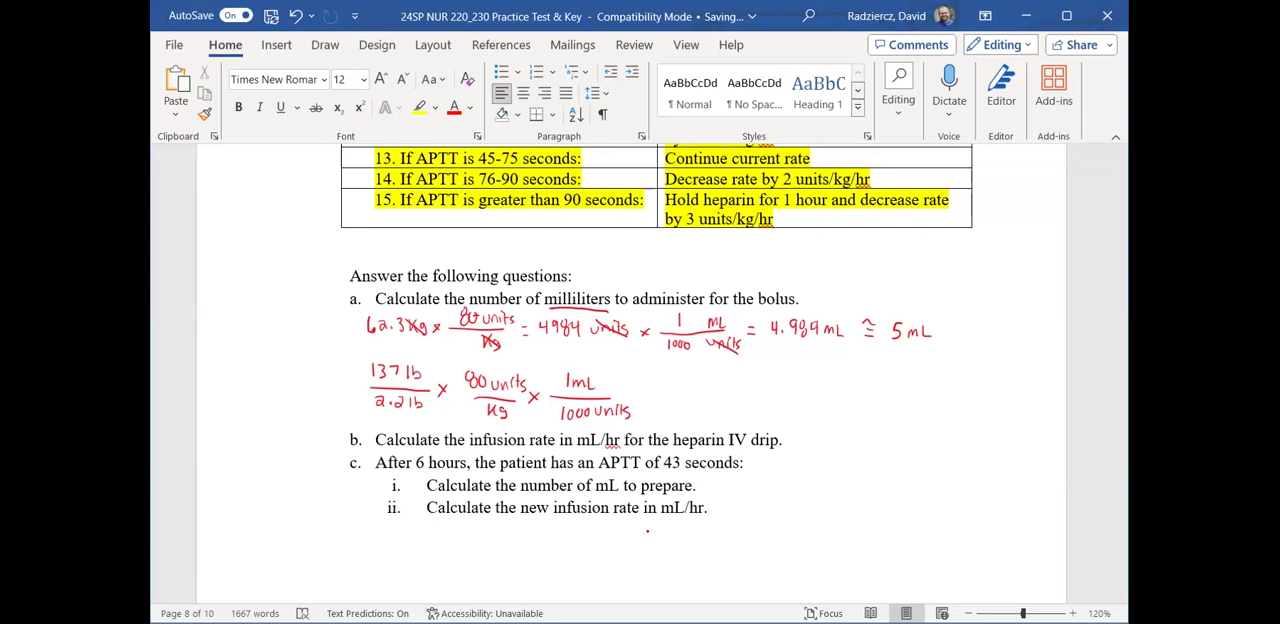 AutoSave On 24SP NUR 220_230 Practice Test & Key - Compatibility Mode • Saving... Radzierc, David
File Home Insert Draw Design Layout References Mailings Review View Help Comments Editing Share
Times New Romar 12 A A Aa A
AaBbCcDd AaBbCcDd AaBbC
Paste B I U ab x₂ x² A A
¶ Normal ¶ No Spac... Heading 1 Editing Dictate Editor Add-ins
Clipboard Font Paragraph Styles Voice Editor Add-ins
13. If APTT is 45-75 seconds: Continue current rate
14. If APTT is 76-90 seconds: Decrease rate by 2 units/kg/hr
15. If APTT is greater than 90 seconds: Hold heparin for 1 hour and decrease rate
by 3 units/kg/hr
Answer the following questions:
a. Calculate the number of milliliters to administer for the bolus.
62.3 kg × 80 units / kg = 4984 units × 1 mL / 1000 units = 4.984 mL ≅ 5 mL
137 lb / 2.2 lb × 80 units / kg × 1 mL / 1000 units
b. Calculate the infusion rate in mL/hr for the heparin IV drip.
c. After 6 hours, the patient has an APTT of 43 seconds:
i. Calculate the number of mL to prepare.
ii. Calculate the new infusion rate in mL/hr.
Page 8 of 10 1667 words Text Predictions: On Accessibility: Unavailable Focus 120%